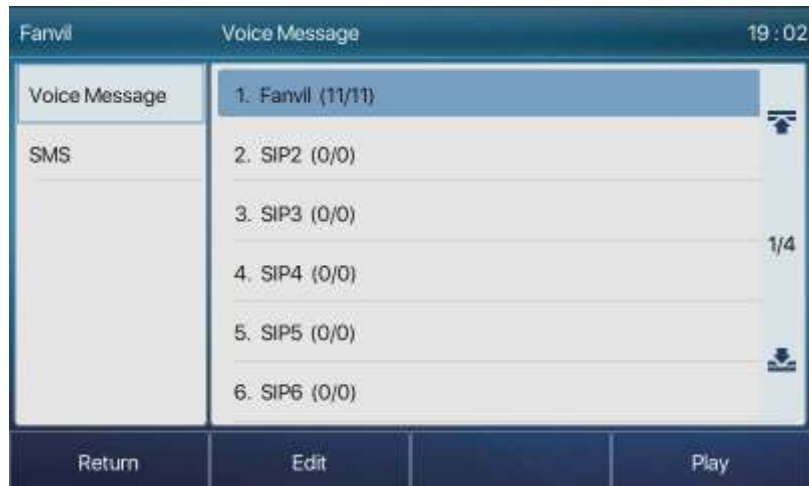 Fanvil Voice Message 19:02
Voice Message
SMS
1. Fanvil (11/11)
2. SIP2 (0/0)
3. SIP3 (0/0)
4. SIP4 (0/0)
5. SIP5 (0/0)
6. SIP6 (0/0)
1/4
Return Edit Play